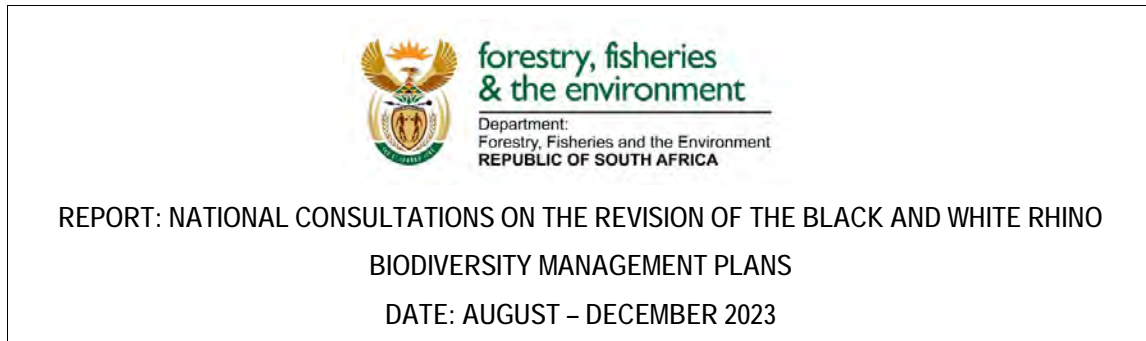 forestry, fisheries
& the environment
Department:
Forestry, Fisheries and the Environment
REPUBLIC OF SOUTH AFRICA
REPORT: NATIONAL CONSULTATIONS ON THE REVISION OF THE BLACK AND WHITE RHINO
BIODIVERSITY MANAGEMENT PLANS
DATE: AUGUST – DECEMBER 2023